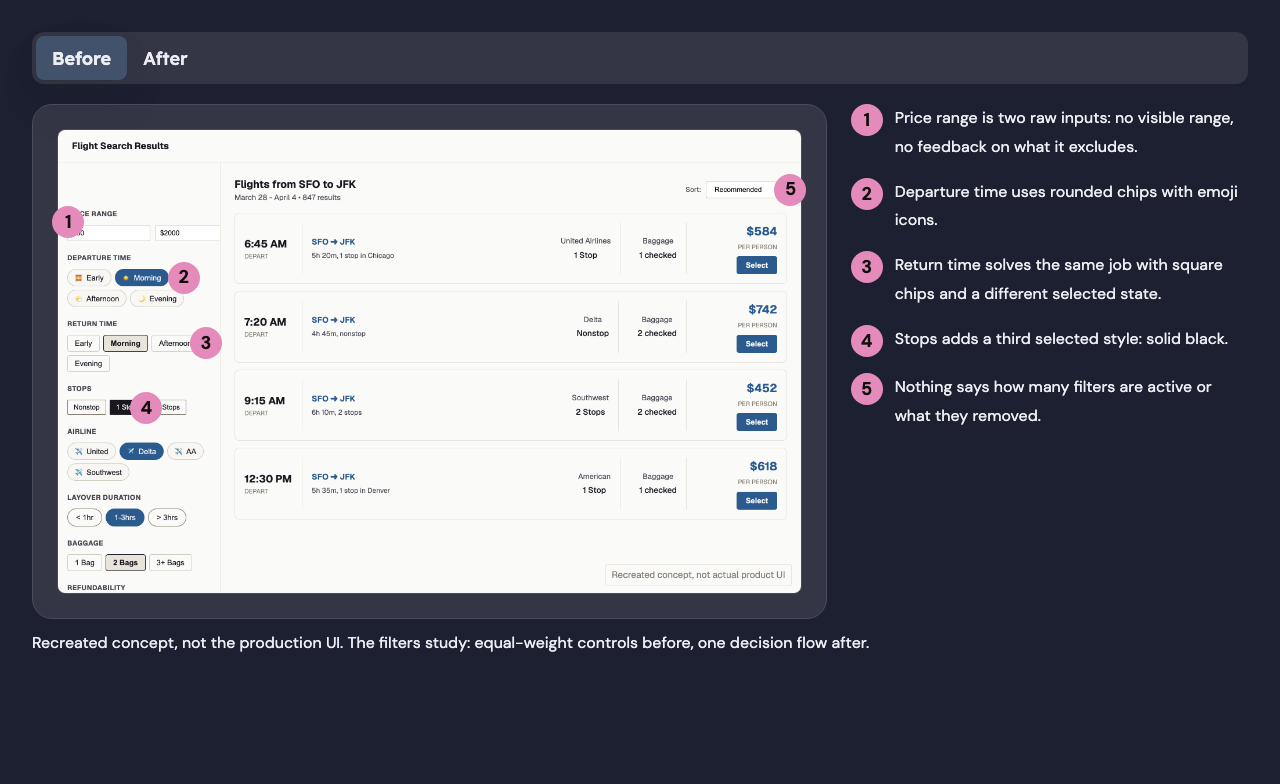 Before After
Flight Search Results
Flights from SFO to JFK
March 28 - April 4 • 847 results
Sort: Recommended
5
1
RANGE
$2000
DEPARTURE TIME
Early Morning
2
Afternoon Evening
RETURN TIME
Early Morning Afternoon
3
Evening
STOPS
Nonstop 1 Stops
4
AIRLINE
United Delta AA
Southwest
LAYOVER DURATION
< 1hr 1-3hrs > 3hrs
BAGGAGE
1 Bag 2 Bags 3+ Bags
REFUNDABILITY
6:45 AM
DEPART
SFO ➔ JFK
5h 20m, 1 stop in Chicago
United Airlines
1 Stop
Baggage
1 checked
$584
PER PERSON
Select
7:20 AM
DEPART
SFO ➔ JFK
4h 45m, nonstop
Delta
Nonstop
Baggage
2 checked
$742
PER PERSON
Select
9:15 AM
DEPART
SFO ➔ JFK
6h 10m, 2 stops
Southwest
2 Stops
Baggage
2 checked
$452
PER PERSON
Select
12:30 PM
DEPART
SFO ➔ JFK
5h 35m, 1 stop in Denver
American
1 Stop
Baggage
1 checked
$618
PER PERSON
Select
Recreated concept, not actual product UI
1 Price range is two raw inputs: no visible range,
no feedback on what it excludes.
2 Departure time uses rounded chips with emoji
icons.
3 Return time solves the same job with square
chips and a different selected state.
4 Stops adds a third selected style: solid black.
5 Nothing says how many filters are active or
what they removed.
Recreated concept, not the production UI. The filters study: equal-weight controls before, one decision flow after.